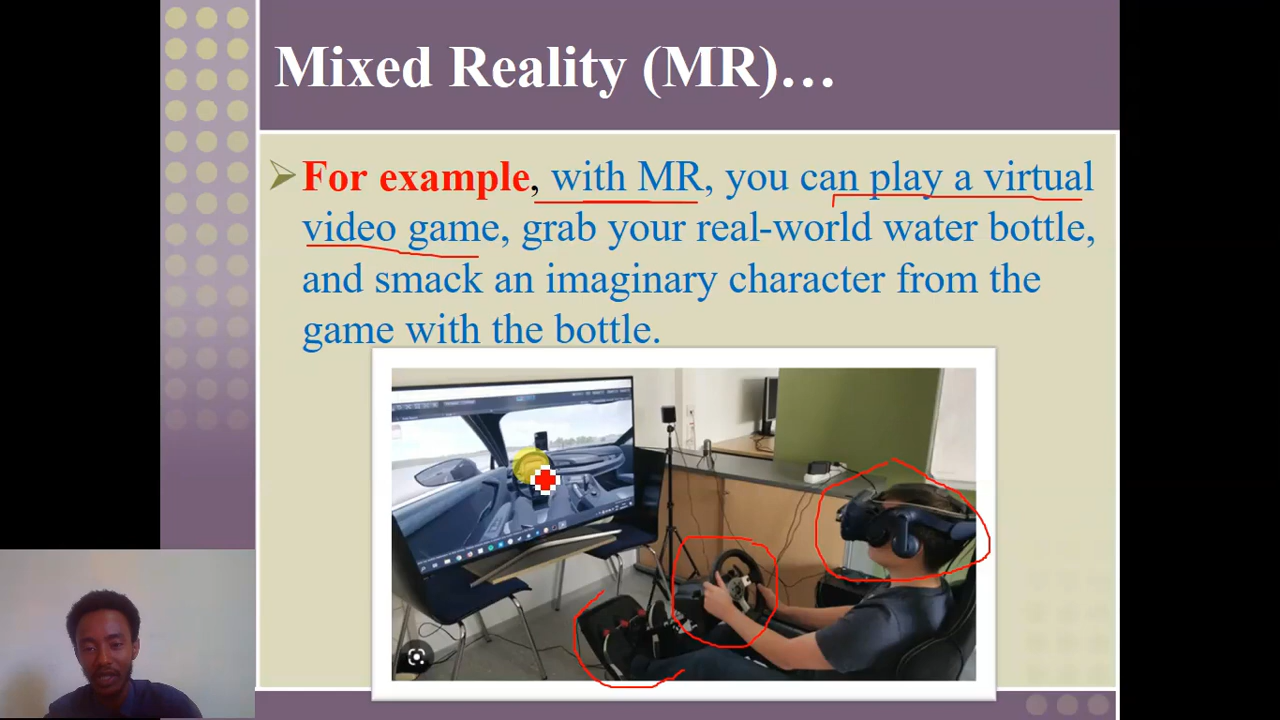 Mixed Reality (MR)…
For example, with MR, you can play a virtual
video game, grab your real-world water bottle,
and smack an imaginary character from the
game with the bottle.